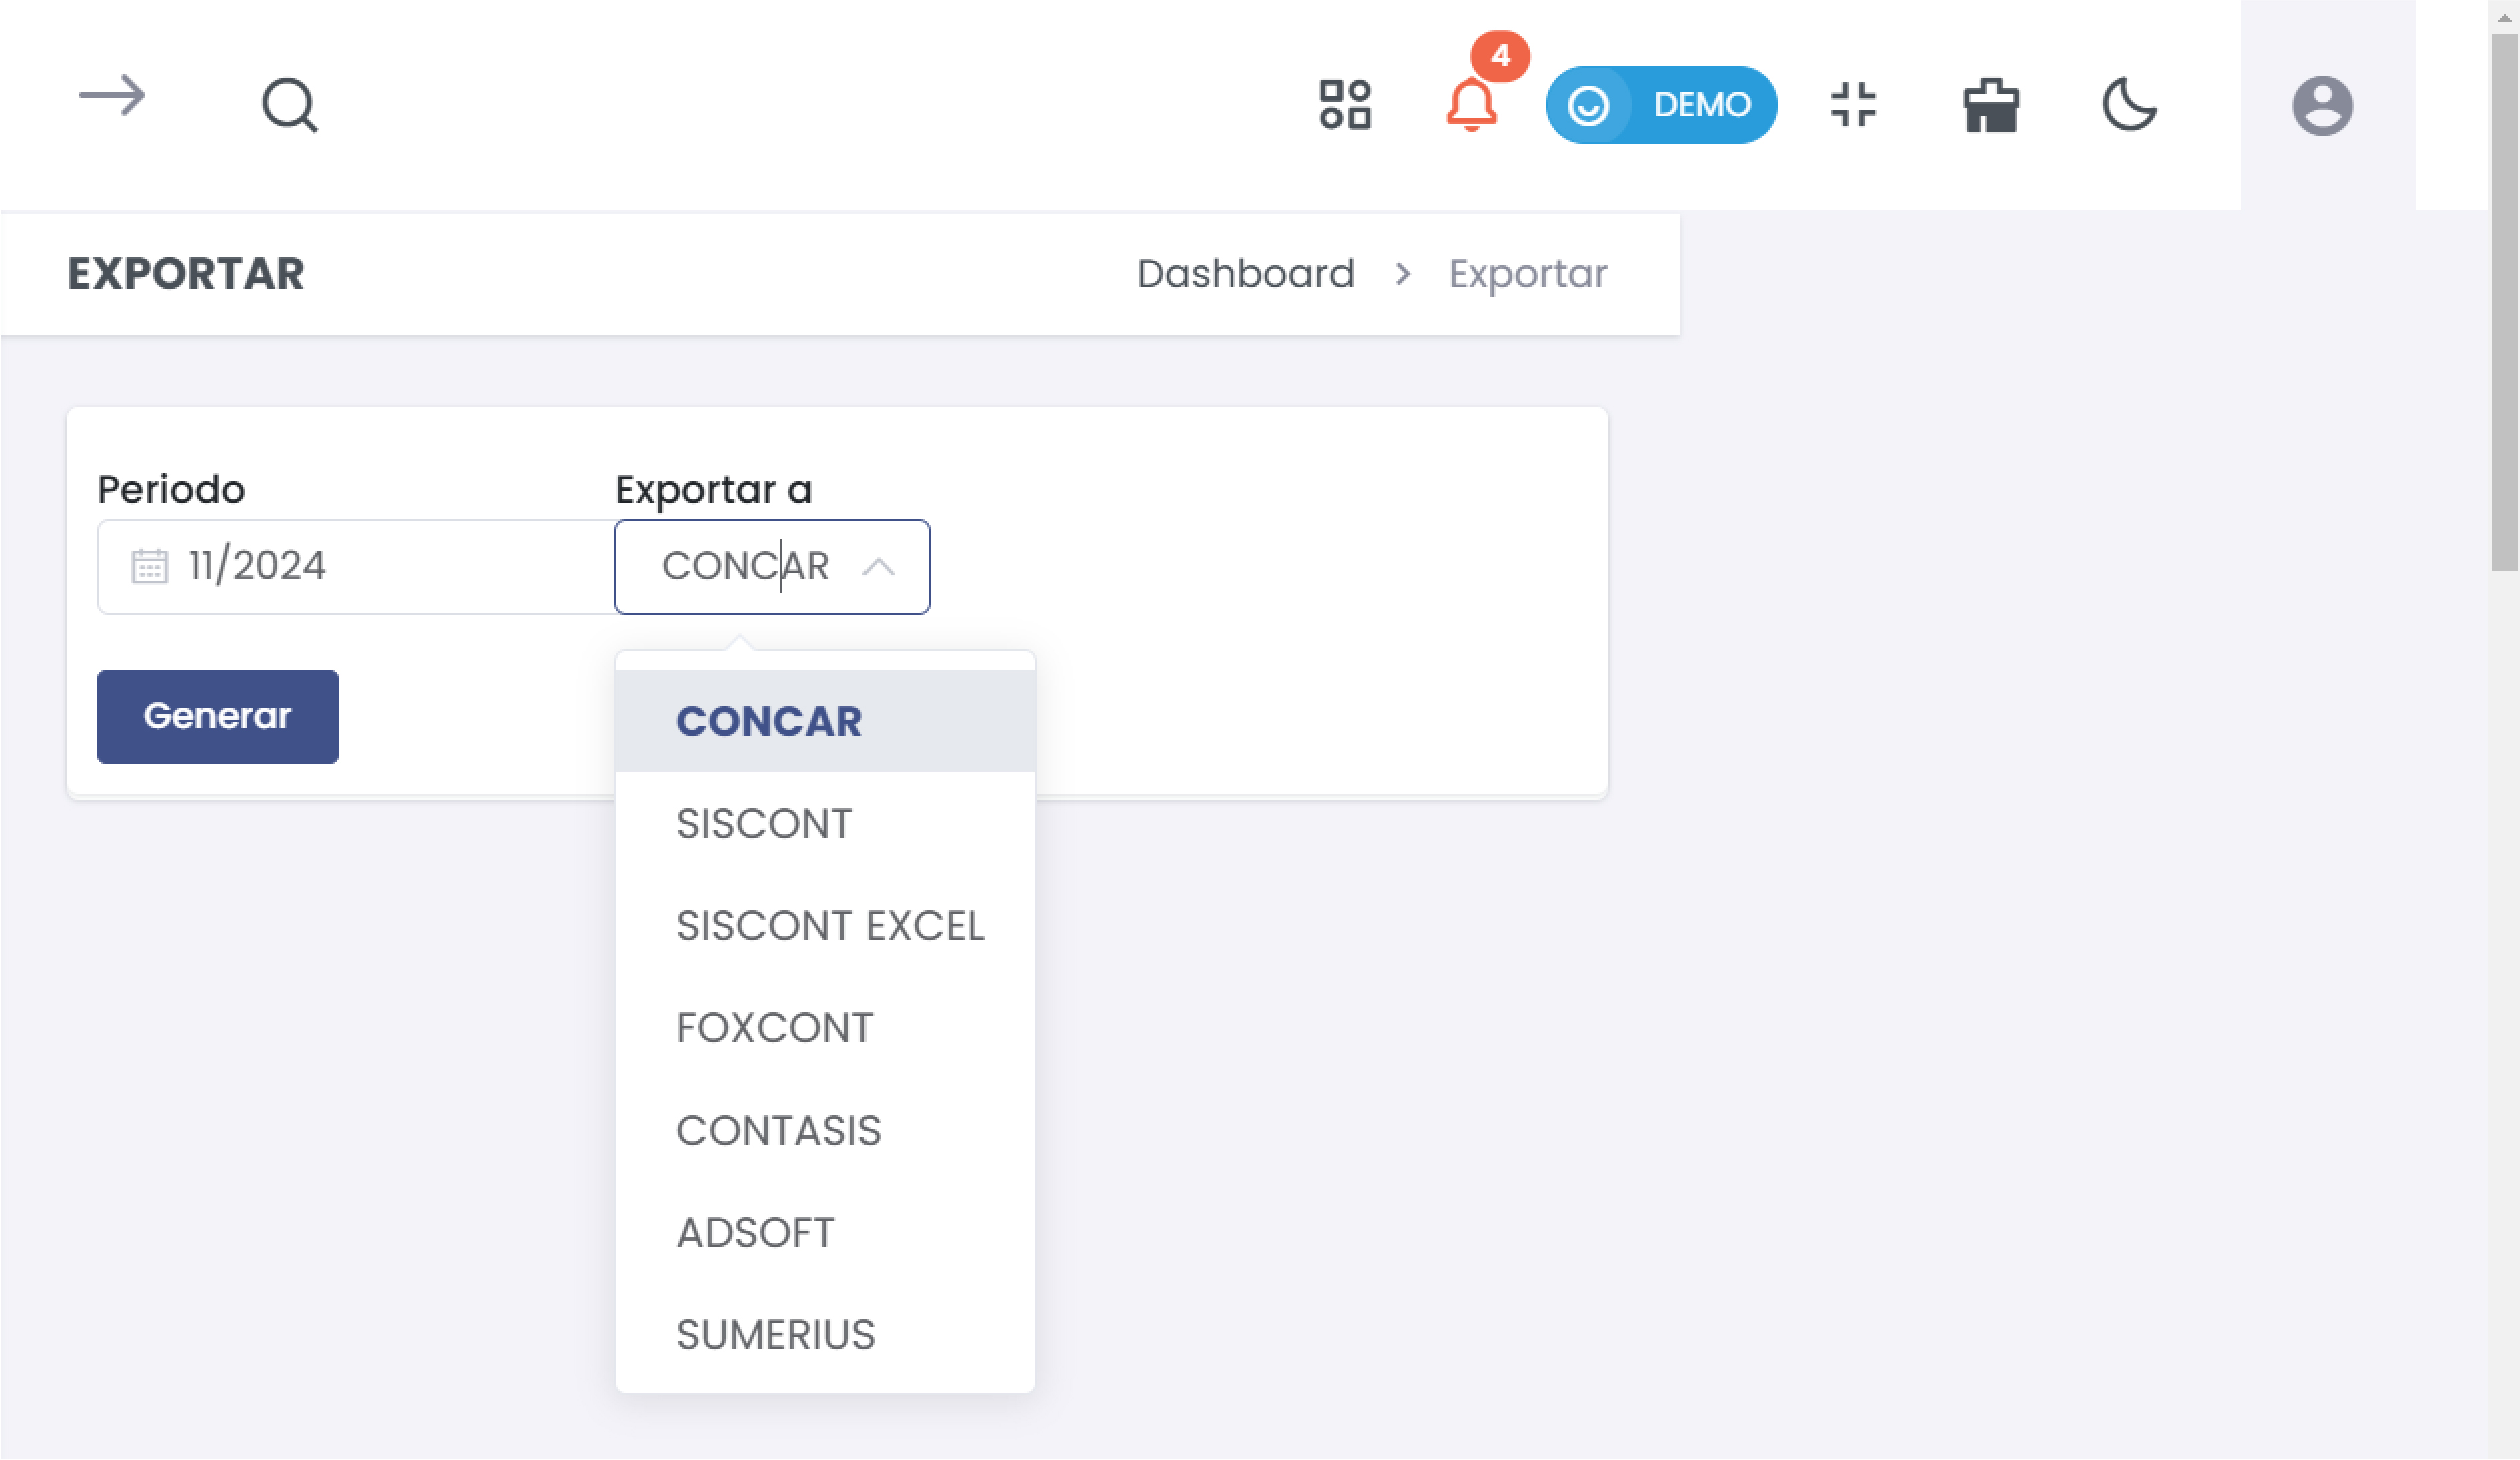 4
DEMO
EXPORTAR
Dashboard > Exportar
Periodo
Exportar a
11/2024
CONCAR
Generar
CONCAR
SISCONT
SISCONT EXCEL
FOXCONT
CONTASIS
ADSOFT
SUMERIUS